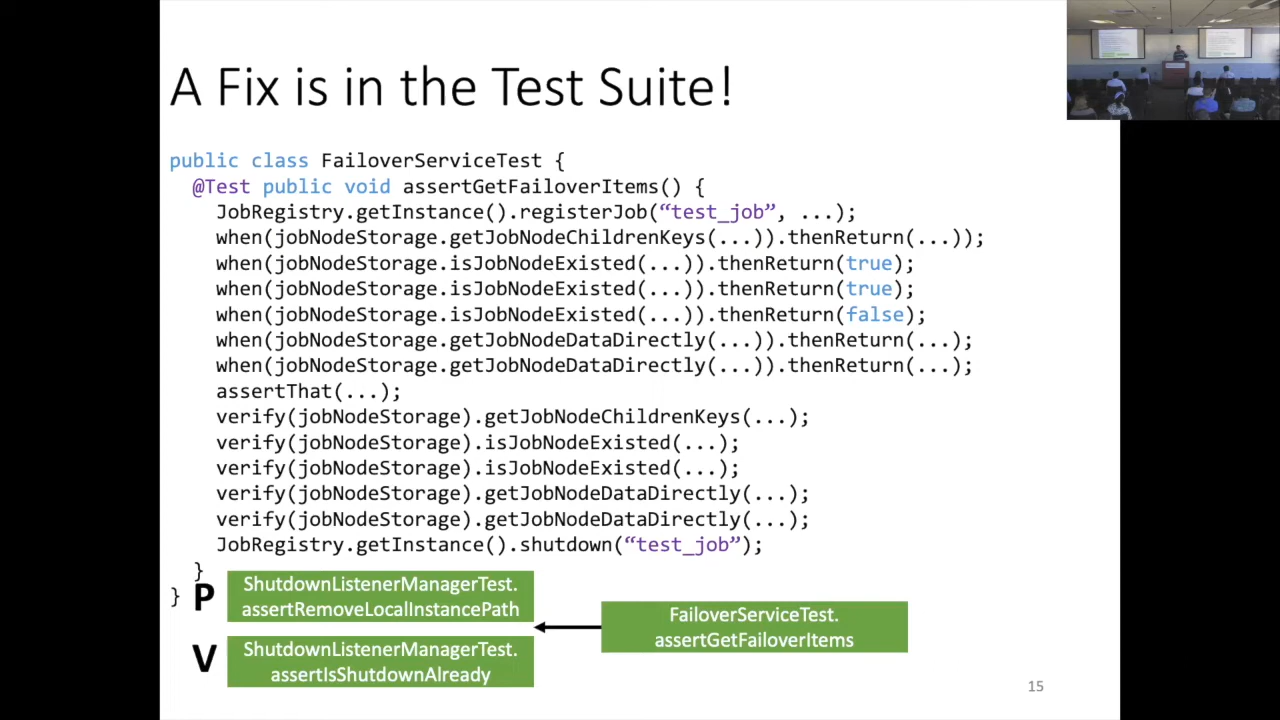 A Fix is in the Test Suite!
public class FailoverServiceTest {
@Test public void assertGetFailoverItems() {
JobRegistry.getInstance().registerJob(“test_job”, ...);
when(jobNodeStorage.getJobNodeChildrenKeys(...)).thenReturn(...));
when(jobNodeStorage.isJobNodeExisted(...)).thenReturn(true);
when(jobNodeStorage.isJobNodeExisted(...)).thenReturn(true);
when(jobNodeStorage.isJobNodeExisted(...)).thenReturn(false);
when(jobNodeStorage.getJobNodeDataDirectly(...)).thenReturn(...);
when(jobNodeStorage.getJobNodeDataDirectly(...)).thenReturn(...);
assertThat(...);
verify(jobNodeStorage).getJobNodeChildrenKeys(...);
verify(jobNodeStorage).isJobNodeExisted(...);
verify(jobNodeStorage).isJobNodeExisted(...);
verify(jobNodeStorage).getJobNodeDataDirectly(...);
verify(jobNodeStorage).getJobNodeDataDirectly(...);
JobRegistry.getInstance().shutdown(“test_job”);
}
}
P
ShutdownListenerManagerTest.
assertRemoveLocalInstancePath
FailoverServiceTest.
assertGetFailoverItems
V
ShutdownListenerManagerTest.
assertIsShutdownAlready
15